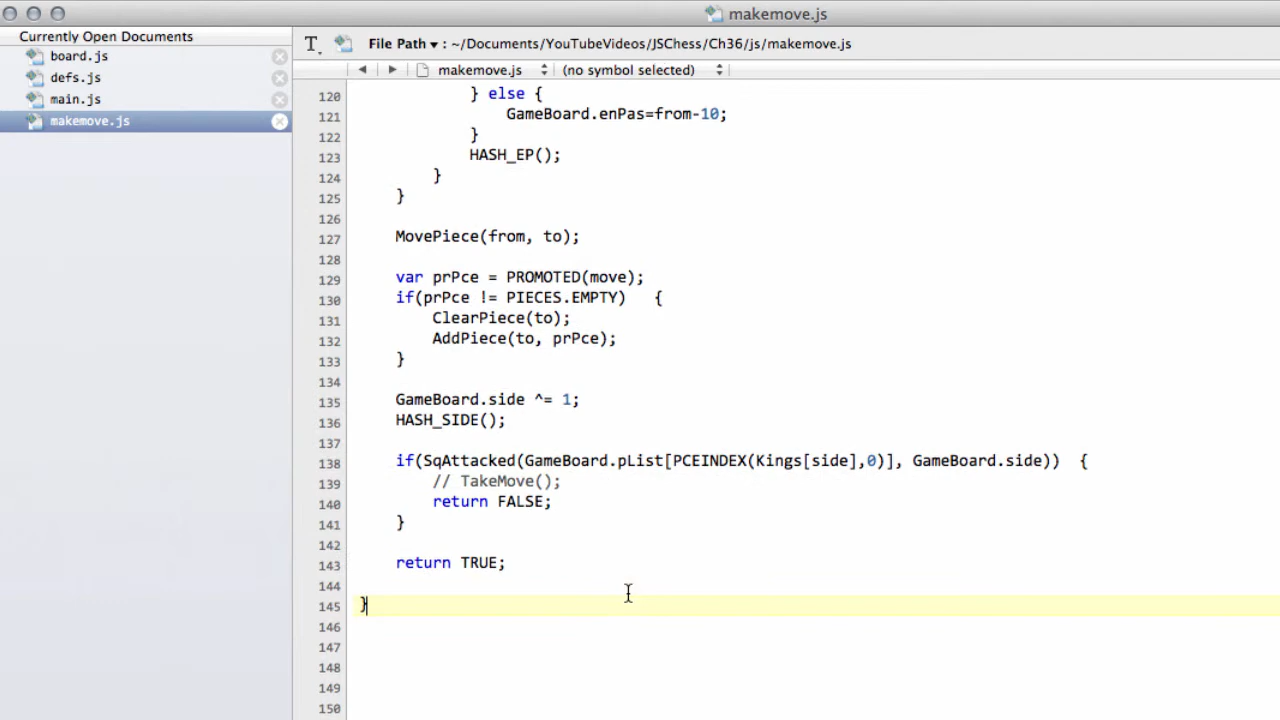 makemove.js
Currently Open Documents
board.js
defs.js
main.js
makemove.js
T. File Path ▾ : ~/Documents/YouTubeVideos/JSChess/Ch36/js/makemove.js
makemove.js (no symbol selected)
120 } else {
121 GameBoard.enPas=from-10;
122 }
123 HASH_EP();
124 }
125 }
126
127 MovePiece(from, to);
128
129 var prPce = PROMOTED(move);
130 if(prPce != PIECES.EMPTY) {
131 ClearPiece(to);
132 AddPiece(to, prPce);
133 }
134
135 GameBoard.side ^= 1;
136 HASH_SIDE();
137
138 if(SqAttacked(GameBoard.pList[PCEINDEX(Kings[side],0)], GameBoard.side)) {
139 // TakeMove();
140 return FALSE;
141 }
142
143 return TRUE;
144
145 }
146
147
148
149
150